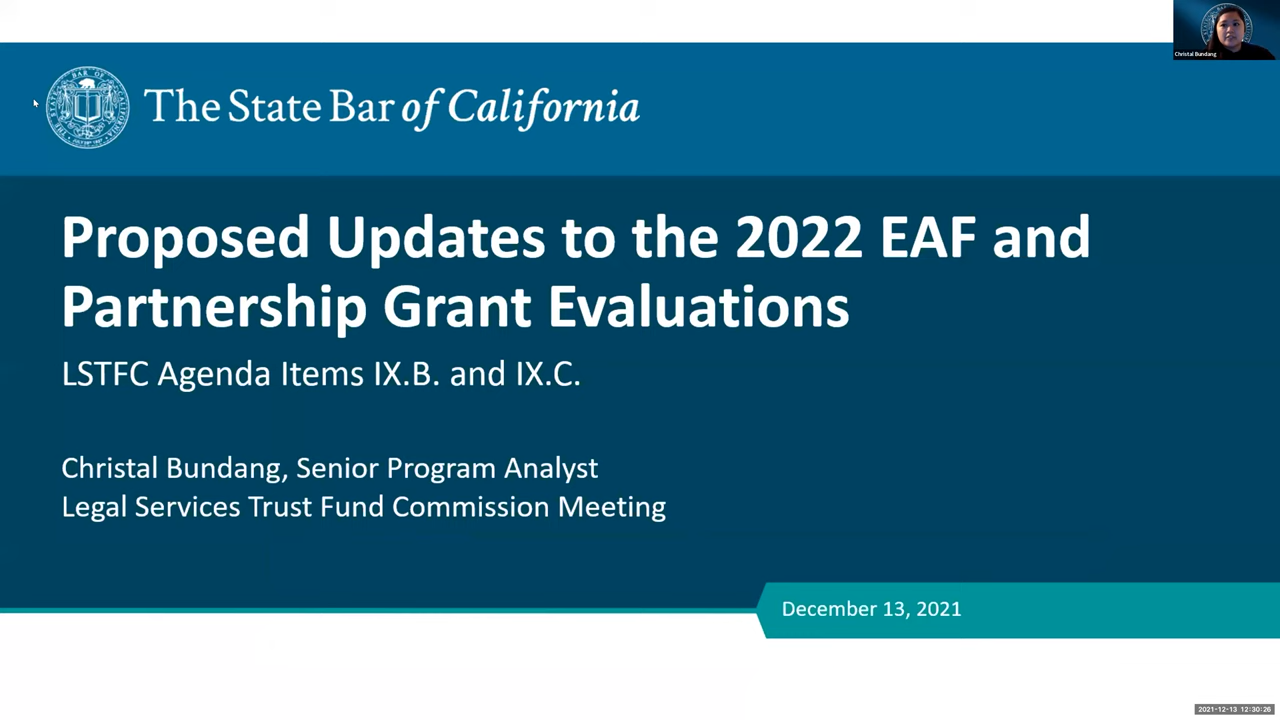 Christal Bundang
The State Bar of California
Proposed Updates to the 2022 EAF and
Partnership Grant Evaluations
LSTFC Agenda Items IX.B. and IX.C.
Christal Bundang, Senior Program Analyst
Legal Services Trust Fund Commission Meeting
December 13, 2021
2021-12-13 12:30:26